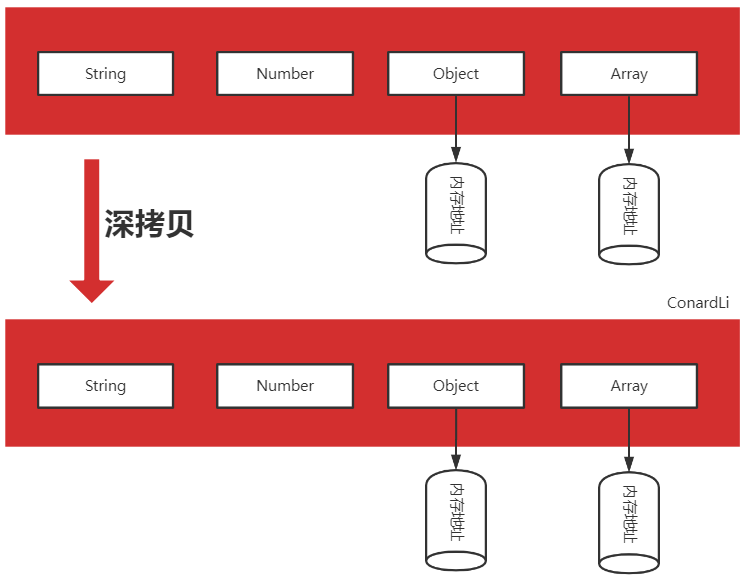 String
Number
Object
Array
内存地址
内存地址
深拷贝
ConardLi
String
Number
Object
Array
内存地址
内存地址